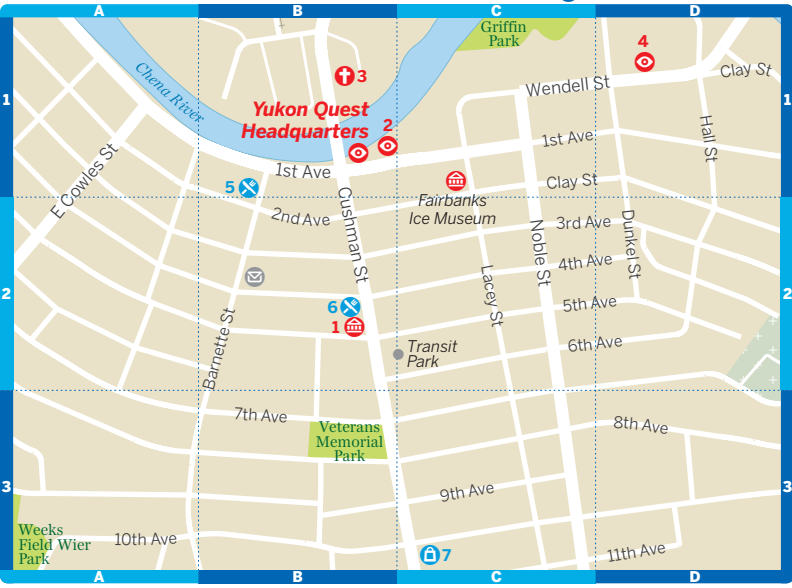 A
B
C
D
Griffin
Park
4
Clay St
3
Chena River
Wendell St
1
1
Yukon Quest
Headquarters
2
1st Ave
Hall St
1st Ave
E Cowles St
5
Clay St
Fairbanks
Ice Museum
2nd Ave
Cushman St
3rd Ave
Noble St
Dunkel St
4th Ave
2
2
Lacey St
5th Ave
6
1
Barnette St
Transit
Park
6th Ave
7th Ave
Veterans
Memorial
Park
8th Ave
3
3
9th Ave
Weeks
Field Wier
Park
10th Ave
7
11th Ave
A
B
C
D